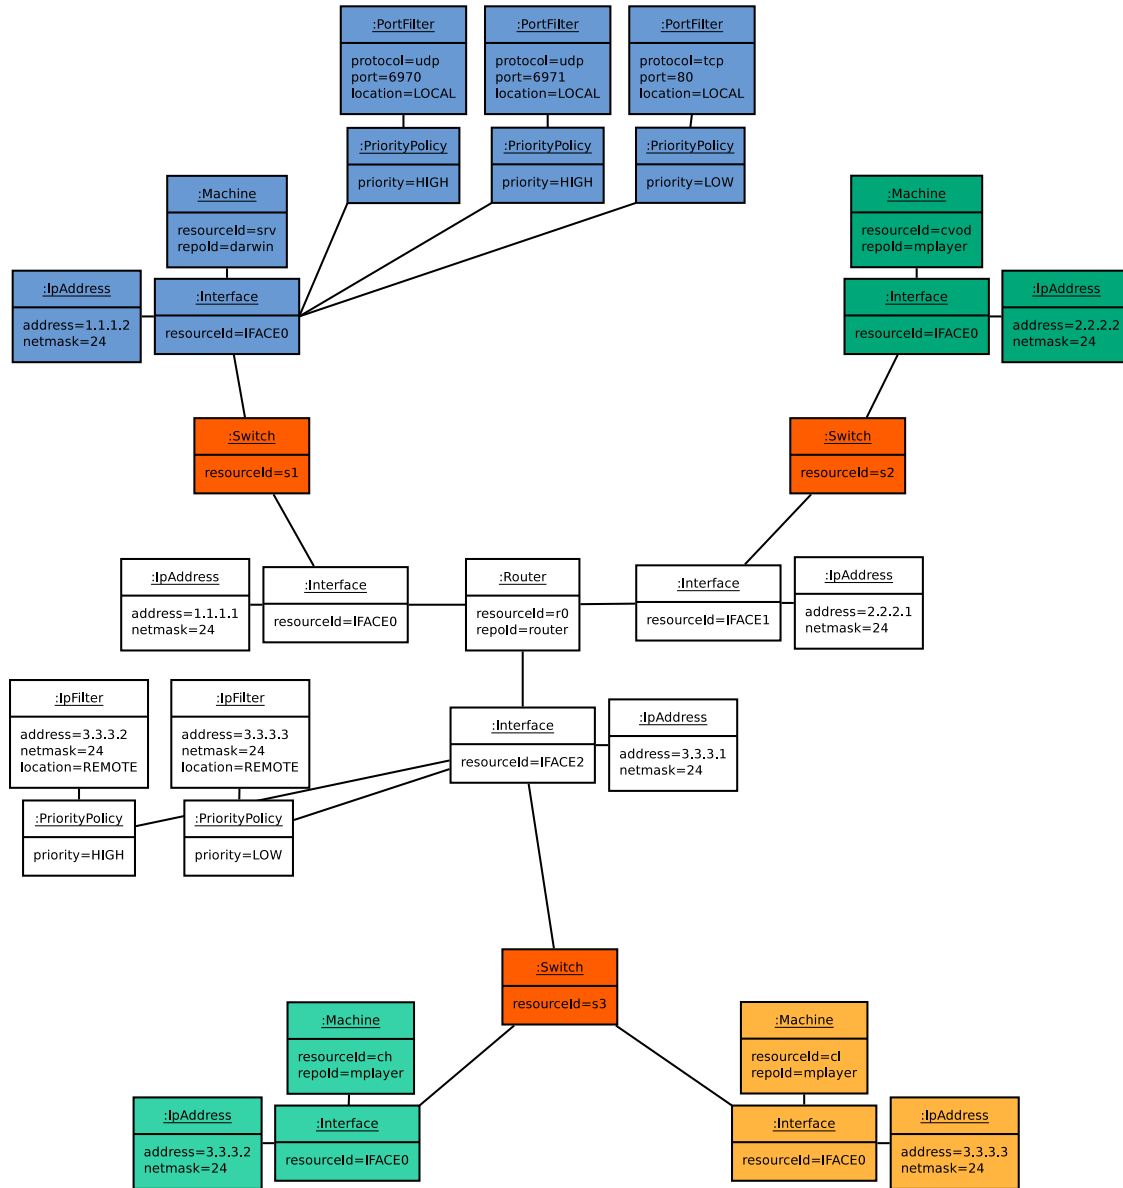 :PortFilter
protocol=udp
port=6970
location=LOCAL
:PortFilter
protocol=udp
port=6971
location=LOCAL
:PortFilter
protocol=tcp
port=80
location=LOCAL
:PriorityPolicy
priority=HIGH
:PriorityPolicy
priority=HIGH
:PriorityPolicy
priority=LOW
:Machine
resourceId=srv
repoId=darwin
:Machine
resourceId=cvod
repoId=mplayer
:IpAddress
address=1.1.1.2
netmask=24
:Interface
resourceId=IFACE0
:Interface
resourceId=IFACE0
:IpAddress
address=2.2.2.2
netmask=24
:Switch
resourceId=s1
:Switch
resourceId=s2
:IpAddress
address=1.1.1.1
netmask=24
:Interface
resourceId=IFACE0
:Router
resourceId=r0
repoId=router
:Interface
resourceId=IFACE1
:IpAddress
address=2.2.2.1
netmask=24
:IpFilter
address=3.3.3.2
netmask=24
location=REMOTE
:IpFilter
address=3.3.3.3
netmask=24
location=REMOTE
:Interface
resourceId=IFACE2
:IpAddress
address=3.3.3.1
netmask=24
:PriorityPolicy
priority=HIGH
:PriorityPolicy
priority=LOW
:Switch
resourceId=s3
:Machine
resourceId=ch
repoId=mplayer
:Machine
resourceId=cl
repoId=mplayer
:IpAddress
address=3.3.3.2
netmask=24
:Interface
resourceId=IFACE0
:Interface
resourceId=IFACE0
:IpAddress
address=3.3.3.3
netmask=24